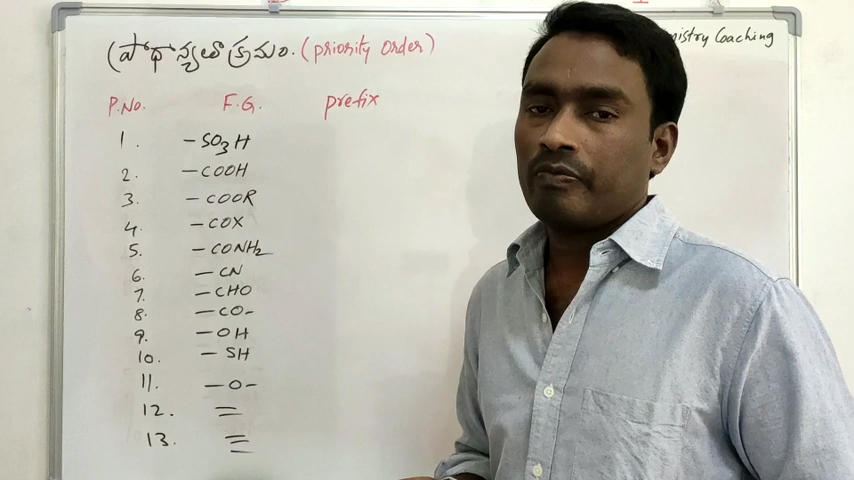 ప్రాధాన్యతా క్రమం. (priority order)
Coaching
P.No. F.G. prefix
1. –SO3H
2. –COOH
3. –COOR
4. –COX
5. –CONH2
6. –CN
7. –CHO
8. –CO–
9. –OH
10. –SH
11. –O–
12. =
13. ≡